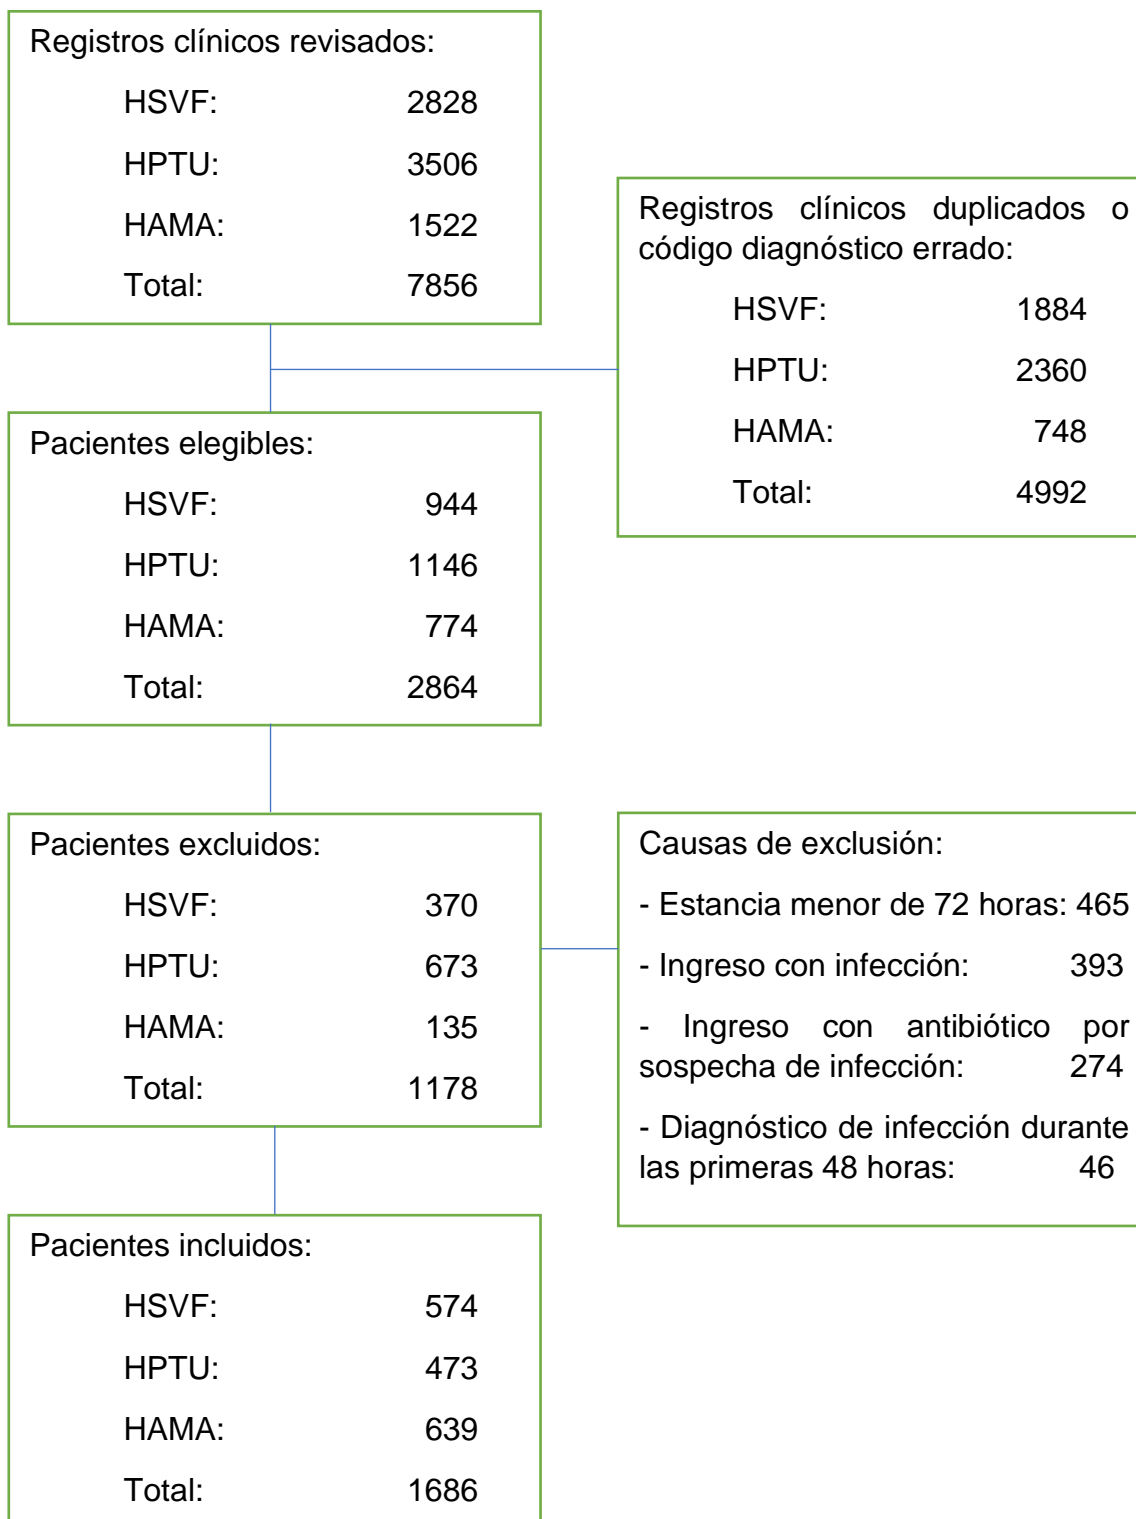 Registros clínicos revisados:
HSVF: 2828
HPTU: 3506
HAMA: 1522
Total: 7856
Registros clínicos duplicados o
código diagnóstico errado:
HSVF: 1884
HPTU: 2360
HAMA: 748
Total: 4992
Pacientes elegibles:
HSVF: 944
HPTU: 1146
HAMA: 774
Total: 2864
Pacientes excluidos:
HSVF: 370
HPTU: 673
HAMA: 135
Total: 1178
Causas de exclusión:
- Estancia menor de 72 horas: 465
- Ingreso con infección: 393
- Ingreso con antibiótico por
sospecha de infección: 274
- Diagnóstico de infección durante
las primeras 48 horas: 46
Pacientes incluidos:
HSVF: 574
HPTU: 473
HAMA: 639
Total: 1686